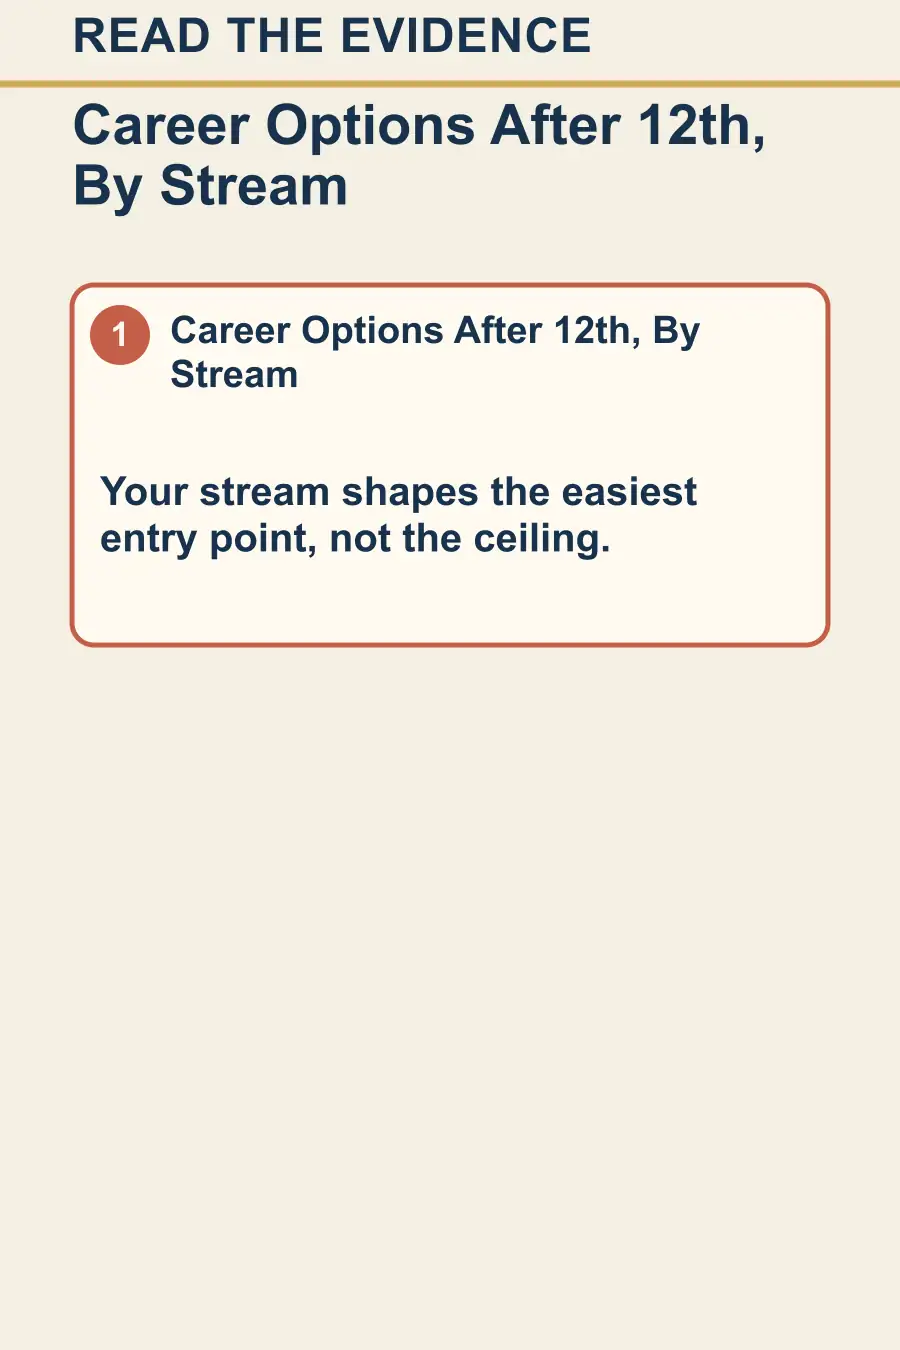 READ THE EVIDENCE
Career Options After 12th,
By Stream
1
Career Options After 12th, By
Stream
Your stream shapes the easiest
entry point, not the ceiling.